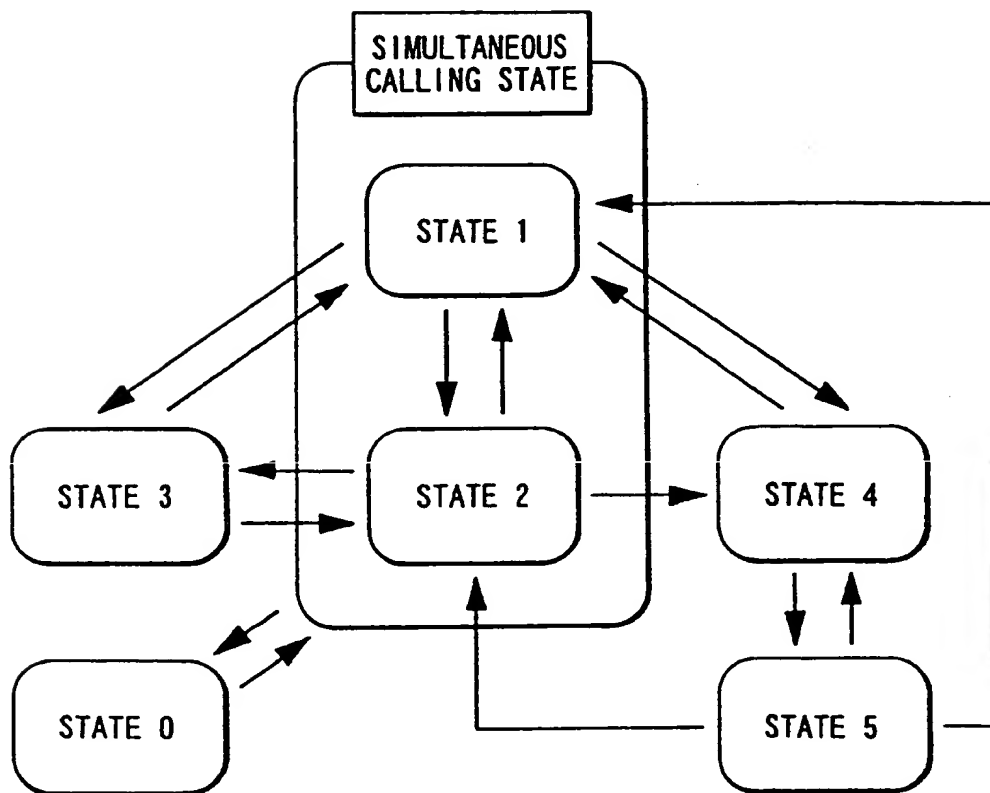 SIMULTANEOUS
CALLING STATE
STATE 1
STATE 3
STATE 2
STATE 4
STATE 0
STATE 5